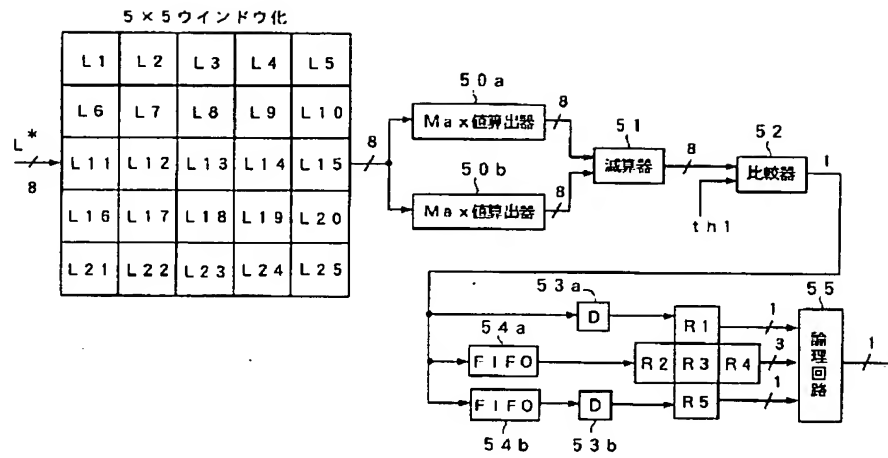 5×5ウインドウ化
L1 L2 L3 L4 L5
L6 L7 L8 L9 L10
L11 L12 L13 L14 L15
L16 L17 L18 L19 L20
L21 L22 L23 L24 L25
L*
8
8
50a
Max値算出器
8
50b
Max値算出器
8
51
減算器
8
52
比較器
1
th1
53a
D
54a
FIFO
54b
FIFO
53b
D
R1
R2 R3 R4
R5
1
3
1
55
論理回路
1